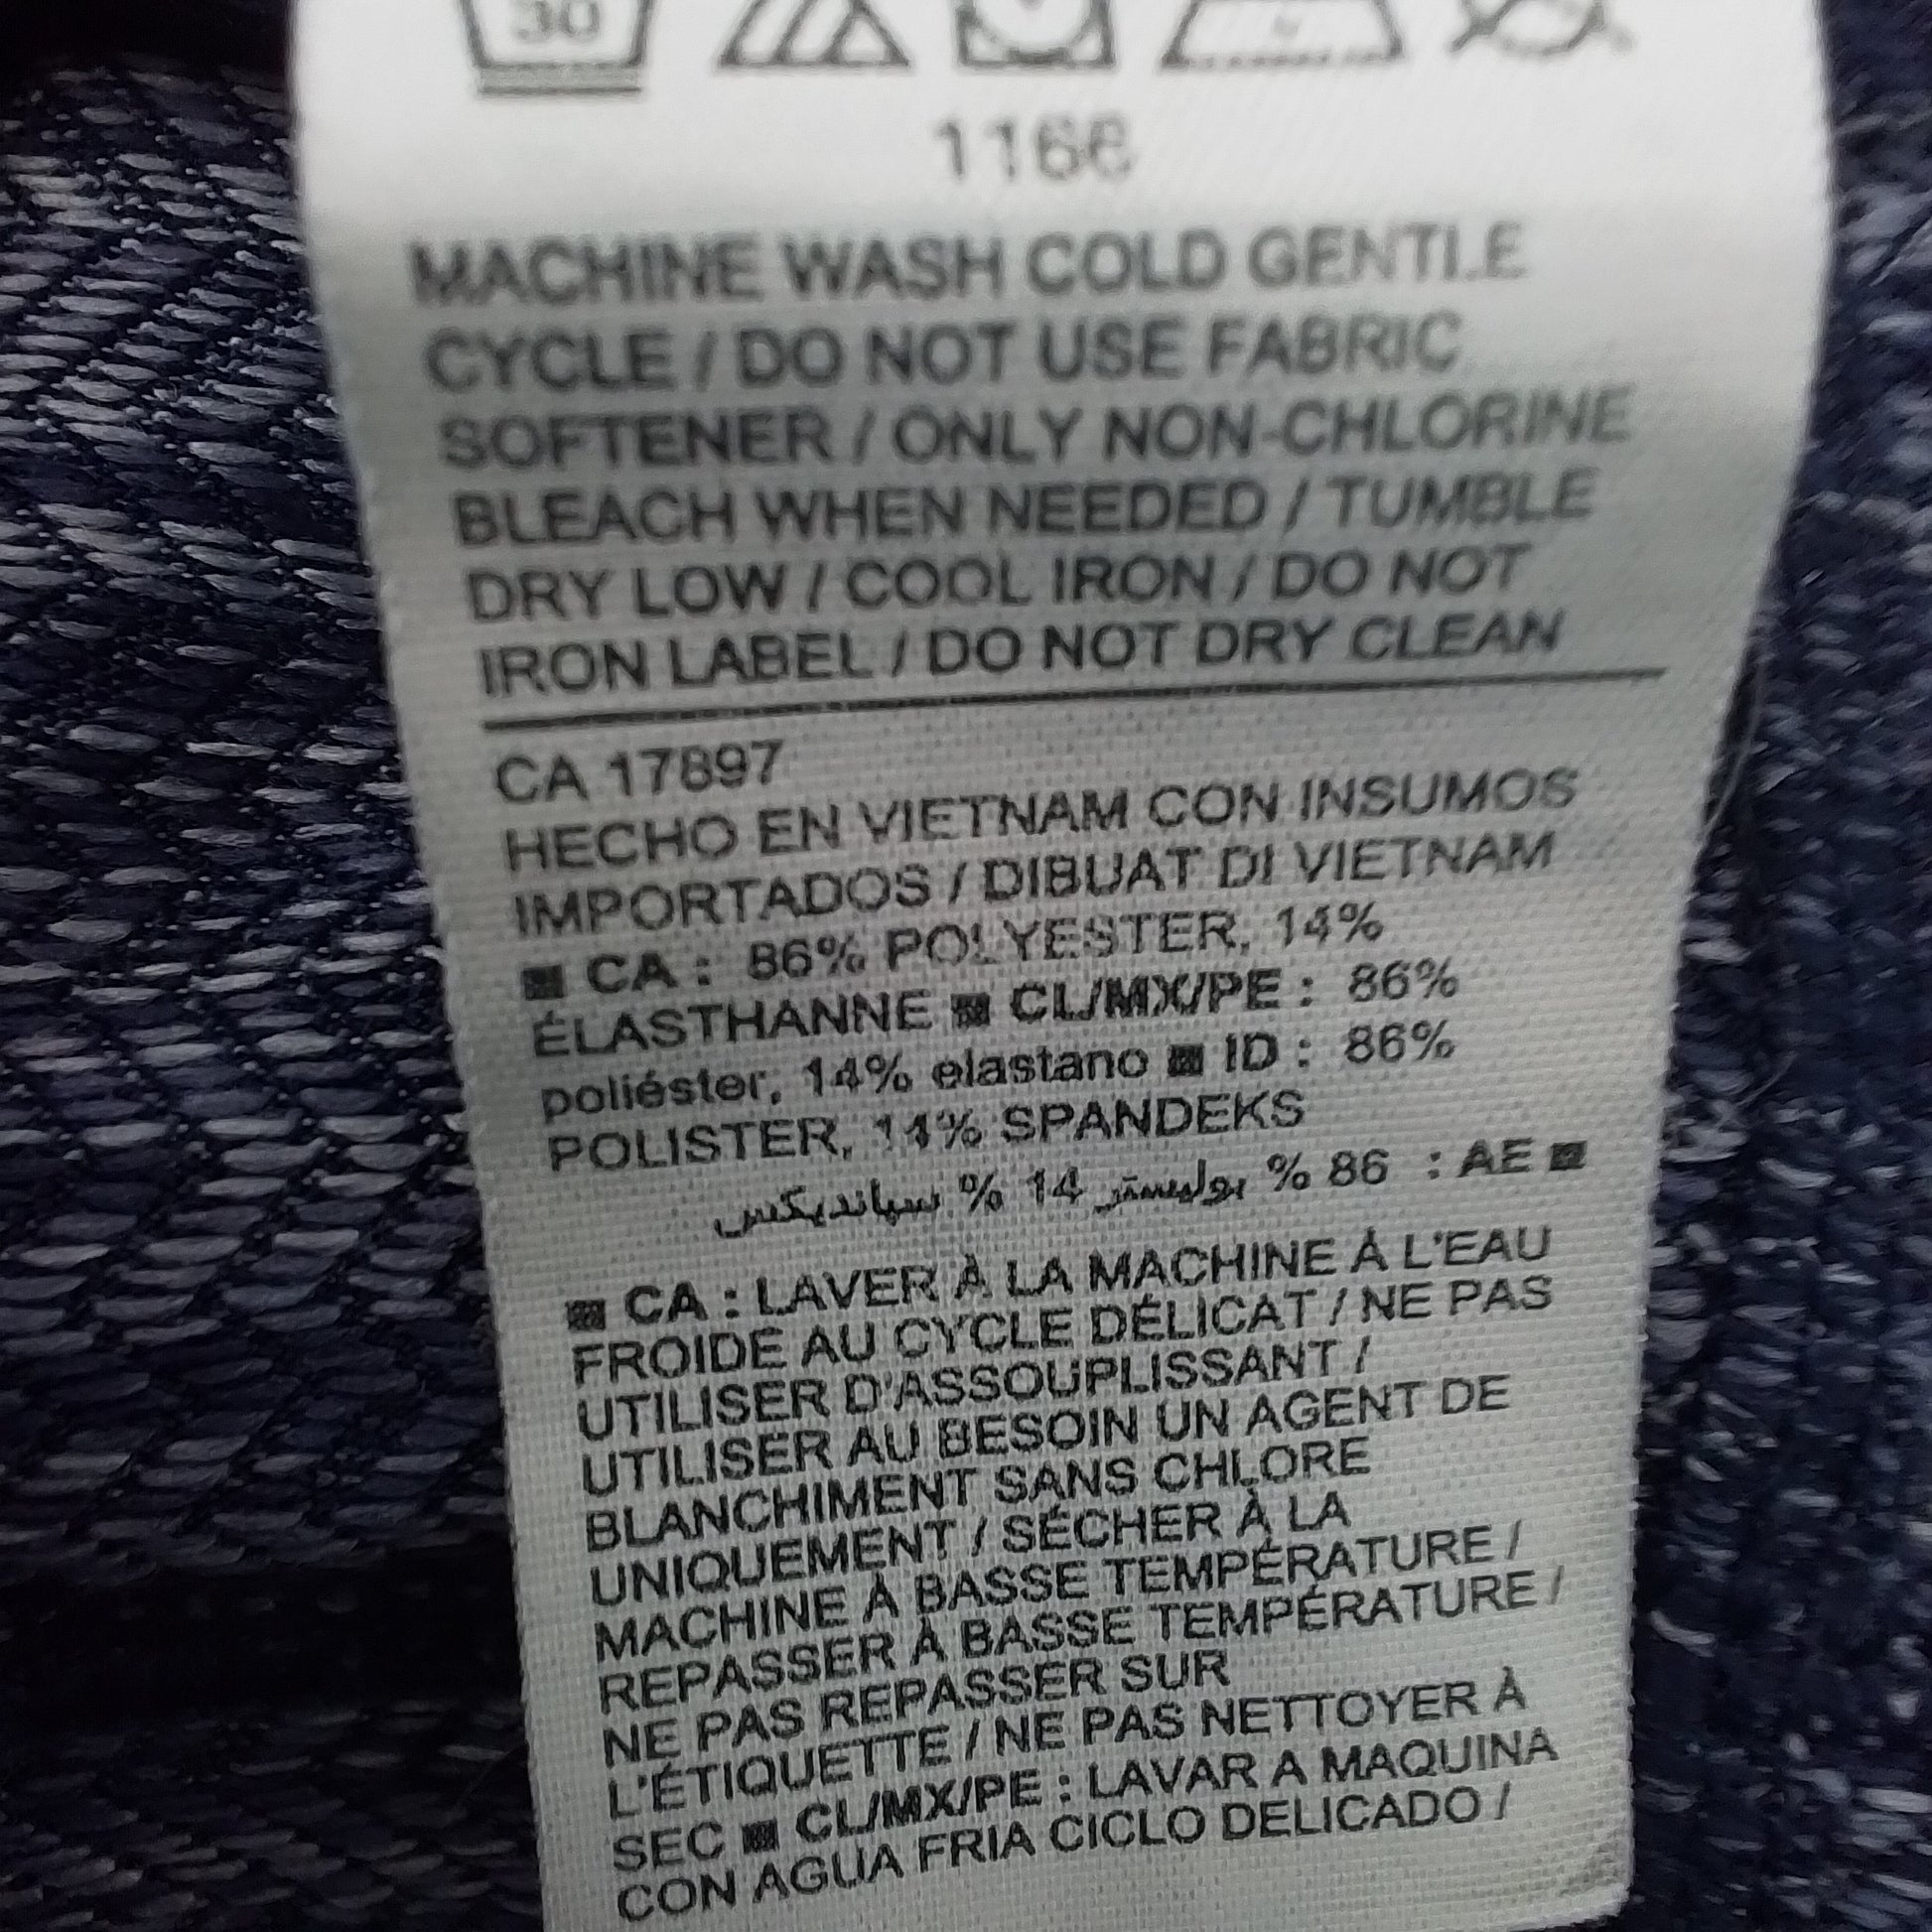 30
1166
MACHINE WASH COLD GENTLE
CYCLE / DO NOT USE FABRIC
SOFTENER / ONLY NON-CHLORINE
BLEACH WHEN NEEDED / TUMBLE
DRY LOW / COOL IRON / DO NOT
IRON LABEL / DO NOT DRY CLEAN
CA 17897
HECHO EN VIETNAM CON INSUMOS
IMPORTADOS / DIBUAT DI VIETNAM
■ CA : 86% POLYESTER, 14%
ÉLASTHANNE ■ CL/MX/PE : 86%
poliéster, 14% elastano ■ ID : 86%
POLISTER, 14% SPANDEKS
■ AE : 86 % بوليستر 14 % سبانديكس
■ CA : LAVER À LA MACHINE À L'EAU
FROIDE AU CYCLE DÉLICAT / NE PAS
UTILISER D'ASSOUPLISSANT /
UTILISER AU BESOIN UN AGENT DE
BLANCHIMENT SANS CHLORE
UNIQUEMENT / SÉCHER À LA
MACHINE À BASSE TEMPÉRATURE /
REPASSER À BASSE TEMPÉRATURE /
NE PAS REPASSER SUR
L'ÉTIQUETTE / NE PAS NETTOYER À
SEC ■ CL/MX/PE : LAVAR A MAQUINA
CON AGUA FRIA CICLO DELICADO /